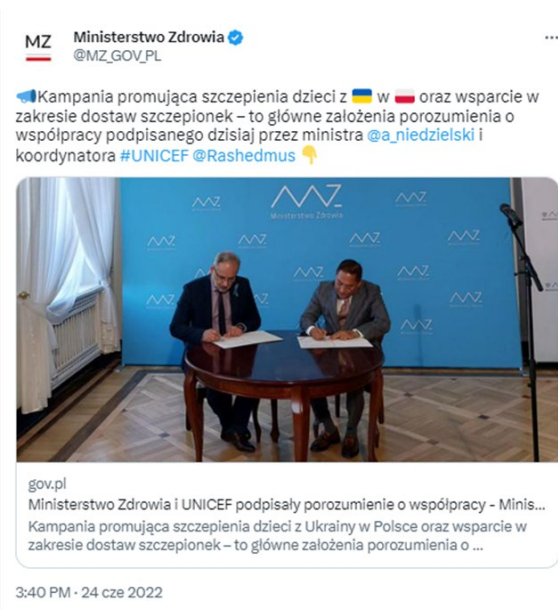 MZ
Ministerstwo Zdrowia
@MZ_GOV_PL
📢Kampania promująca szczepienia dzieci z 🇺🇦 w 🇵🇱 oraz wsparcie w
zakresie dostaw szczepionek – to główne założenia porozumienia o
współpracy podpisanego dzisiaj przez ministra @a_niedzielski i
koordynatora #UNICEF @Rashedmus 👇
MZ
Ministerstwo Zdrowia
gov.pl
Ministerstwo Zdrowia i UNICEF podpisały porozumienie o współpracy - Minis...
Kampania promująca szczepienia dzieci z Ukrainy w Polsce oraz wsparcie w
zakresie dostaw szczepionek – to główne założenia porozumienia o ...
3:40 PM · 24 cze 2022